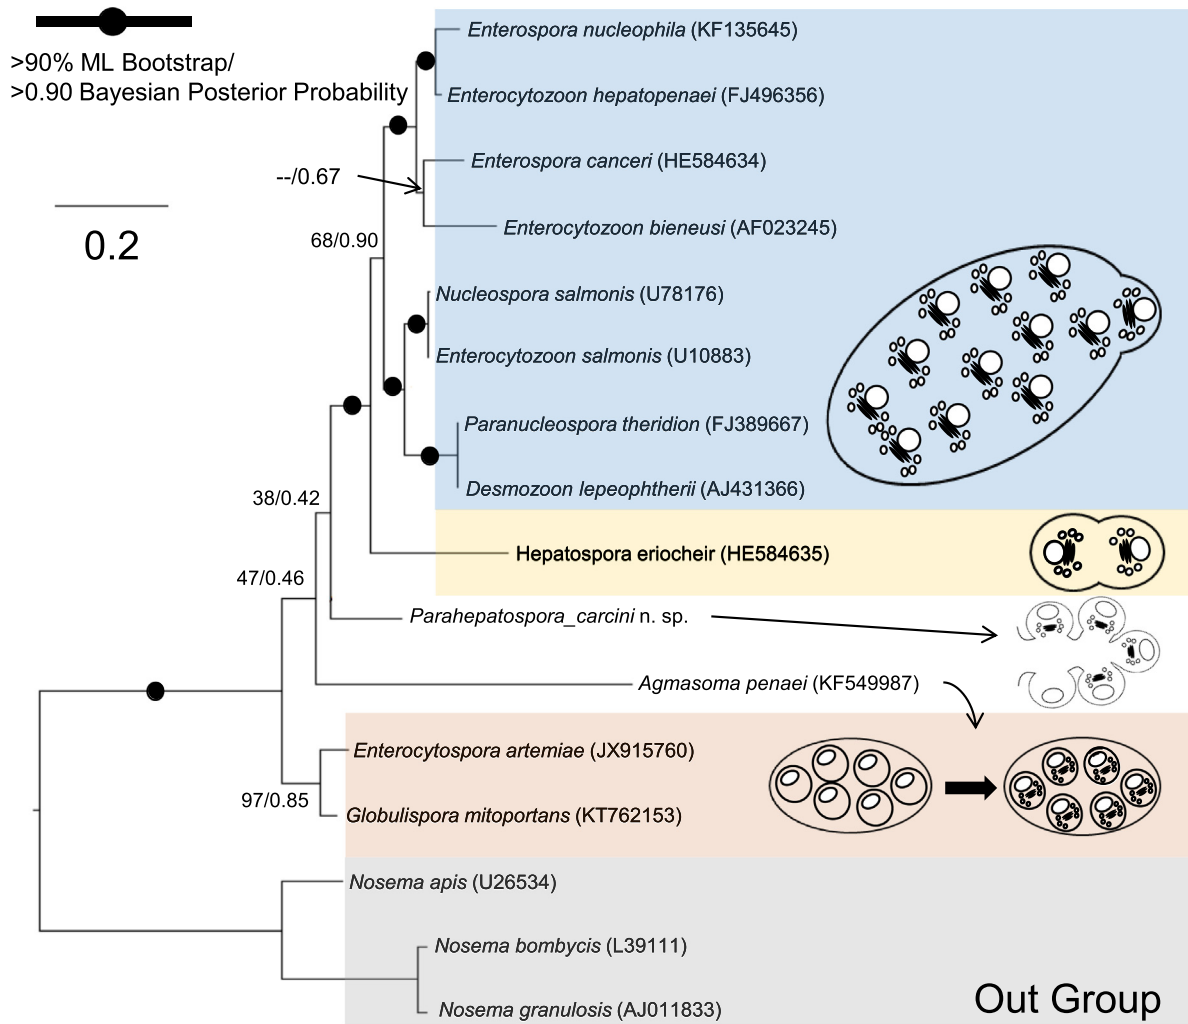 >90% ML Bootstrap/
>0.90 Bayesian Posterior Probability
0.2
Enterospora nucleophila (KF135645)
Enterocytozoon hepatopenaei (FJ496356)
Enterospora canceri (HE584634)
--/0.67
Enterocytozoon bieneusi (AF023245)
68/0.90
Nucleospora salmonis (U78176)
Enterocytozoon salmonis (U10883)
Paranucleospora theridion (FJ389667)
Desmozoon lepeophtherii (AJ431366)
38/0.42
Hepatospora eriocheir (HE584635)
47/0.46
Parahepatospora_carcini n. sp.
Agmasoma penaei (KF549987)
Enterocytospora artemiae (JX915760)
97/0.85
Globulispora mitoportans (KT762153)
Nosema apis (U26534)
Nosema bombycis (L39111)
Nosema granulosis (AJ011833)
Out Group